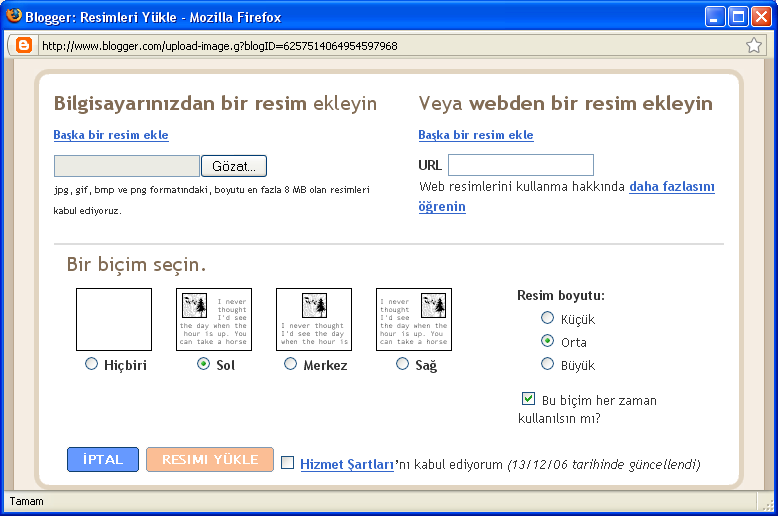 Blogger: Resimleri Yükle - Mozilla Firefox
http://www.blogger.com/upload-image.g?blogID=6257514064954597968
Bilgisayarınızdan bir resim ekleyin
Başka bir resim ekle
Gözat...
jpg, gif, bmp ve png formatındaki, boyutu en fazla 8 MB olan resimleri
kabul ediyoruz.
Veya webden bir resim ekleyin
Başka bir resim ekle
URL
Web resimlerini kullanma hakkında daha fazlasını
öğrenin
Bir biçim seçin.
I never
thought
I'd see
the day when the
hour is up. You
can take a horse
I never thought
I'd see the day
when the hour is
I never
thought
I'd see
the day when the
hour is up. You
can take a horse
Hiçbiri
Sol
Merkez
Sağ
Resim boyutu:
Küçük
Orta
Büyük
Bu biçim her zaman
kullanılsın mı?
İPTAL
RESIMI YÜKLE
Hizmet Şartları'nı kabul ediyorum (13/12/06 tarihinde güncellendi)
Tamam